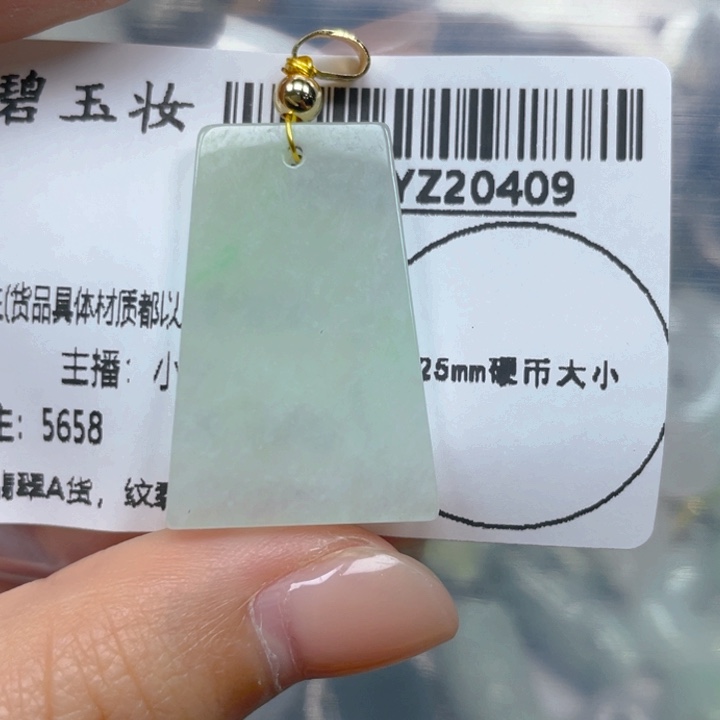 碧玉妆
YZ20409
(货品具体材质都以
25mm硬币大小
主播：小
主：5658
翡翠A货，纹